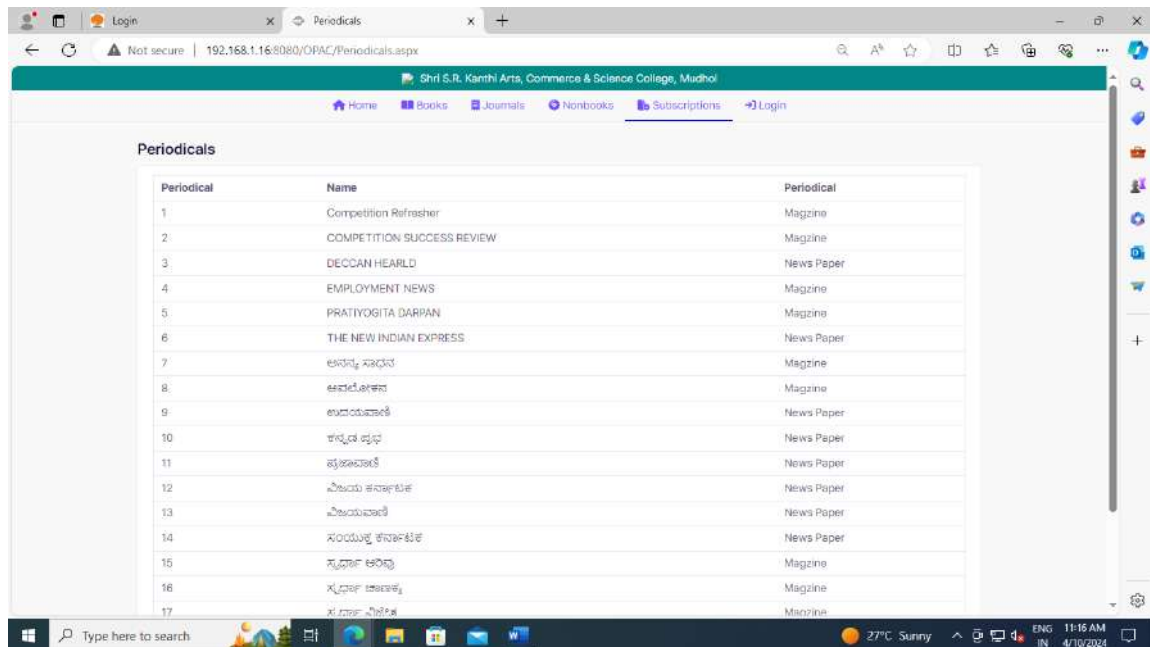 Login
Periodicals
Not secure | 192.168.1.16:8080/OPAC/Periodicals.aspx
Shri S.R. Kanthi Arts, Commerce & Science College, Mudhol
Home Books Journals Nonbooks Subscriptions Login
Periodicals
Periodical Name Periodical
1 Competition Refresher Magzine
2 COMPETITION SUCCESS REVIEW Magzine
3 DECCAN HEARLD News Paper
4 EMPLOYMENT NEWS Magzine
5 PRATIYOGITA DARPAN Magzine
6 THE NEW INDIAN EXPRESS News Paper
7 ಅನನ್ಯ ಸಾಧನ Magzine
8 ಅವಲೋಕನ Magzine
9 ಉದಯವಾಣಿ News Paper
10 ಕನ್ನಡ ಪ್ರಭ News Paper
11 ಪ್ರಜಾವಾಣಿ News Paper
12 ವಿಜಯ ಕರ್ನಾಟಕ News Paper
13 ವಿಜಯವಾಣಿ News Paper
14 ಸಂಯುಕ್ತ ಕರ್ನಾಟಕ News Paper
15 ಸ್ಪರ್ಧಾ ಅರಿವು Magzine
16 ಸ್ಪರ್ಧಾ ಚಾಣಕ್ಯ Magzine
17 ಸ್ಪರ್ಧಾ ವಿಜೇತ Magzine
Type here to search
27°C Sunny
ENG
IN
11:16 AM
4/10/2024